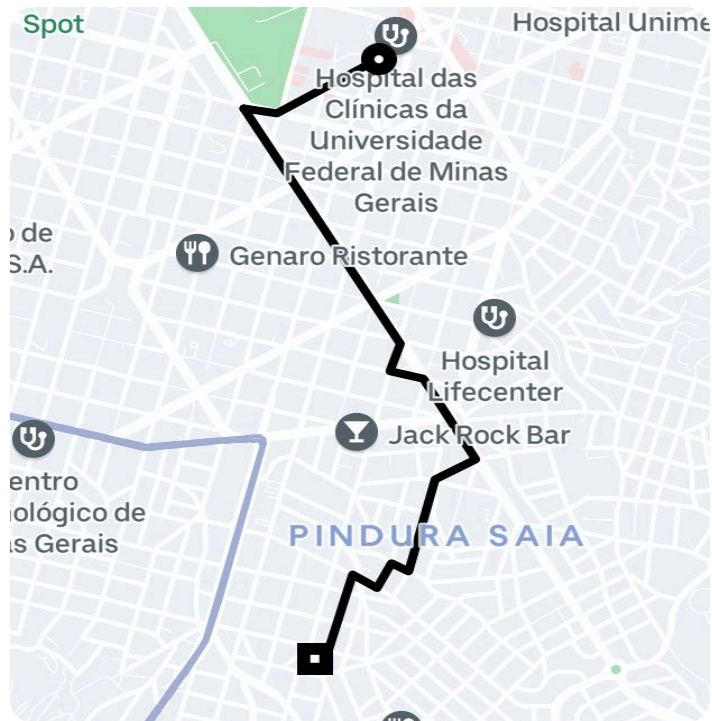 Spot
Hospital Unime
Hospital das
Clínicas da
Universidade
Federal de Minas
Gerais
o de
S.A.
Genaro Ristorante
Hospital
Lifecenter
Jack Rock Bar
entro
nológico de
as Gerais
PINDURA SAIA